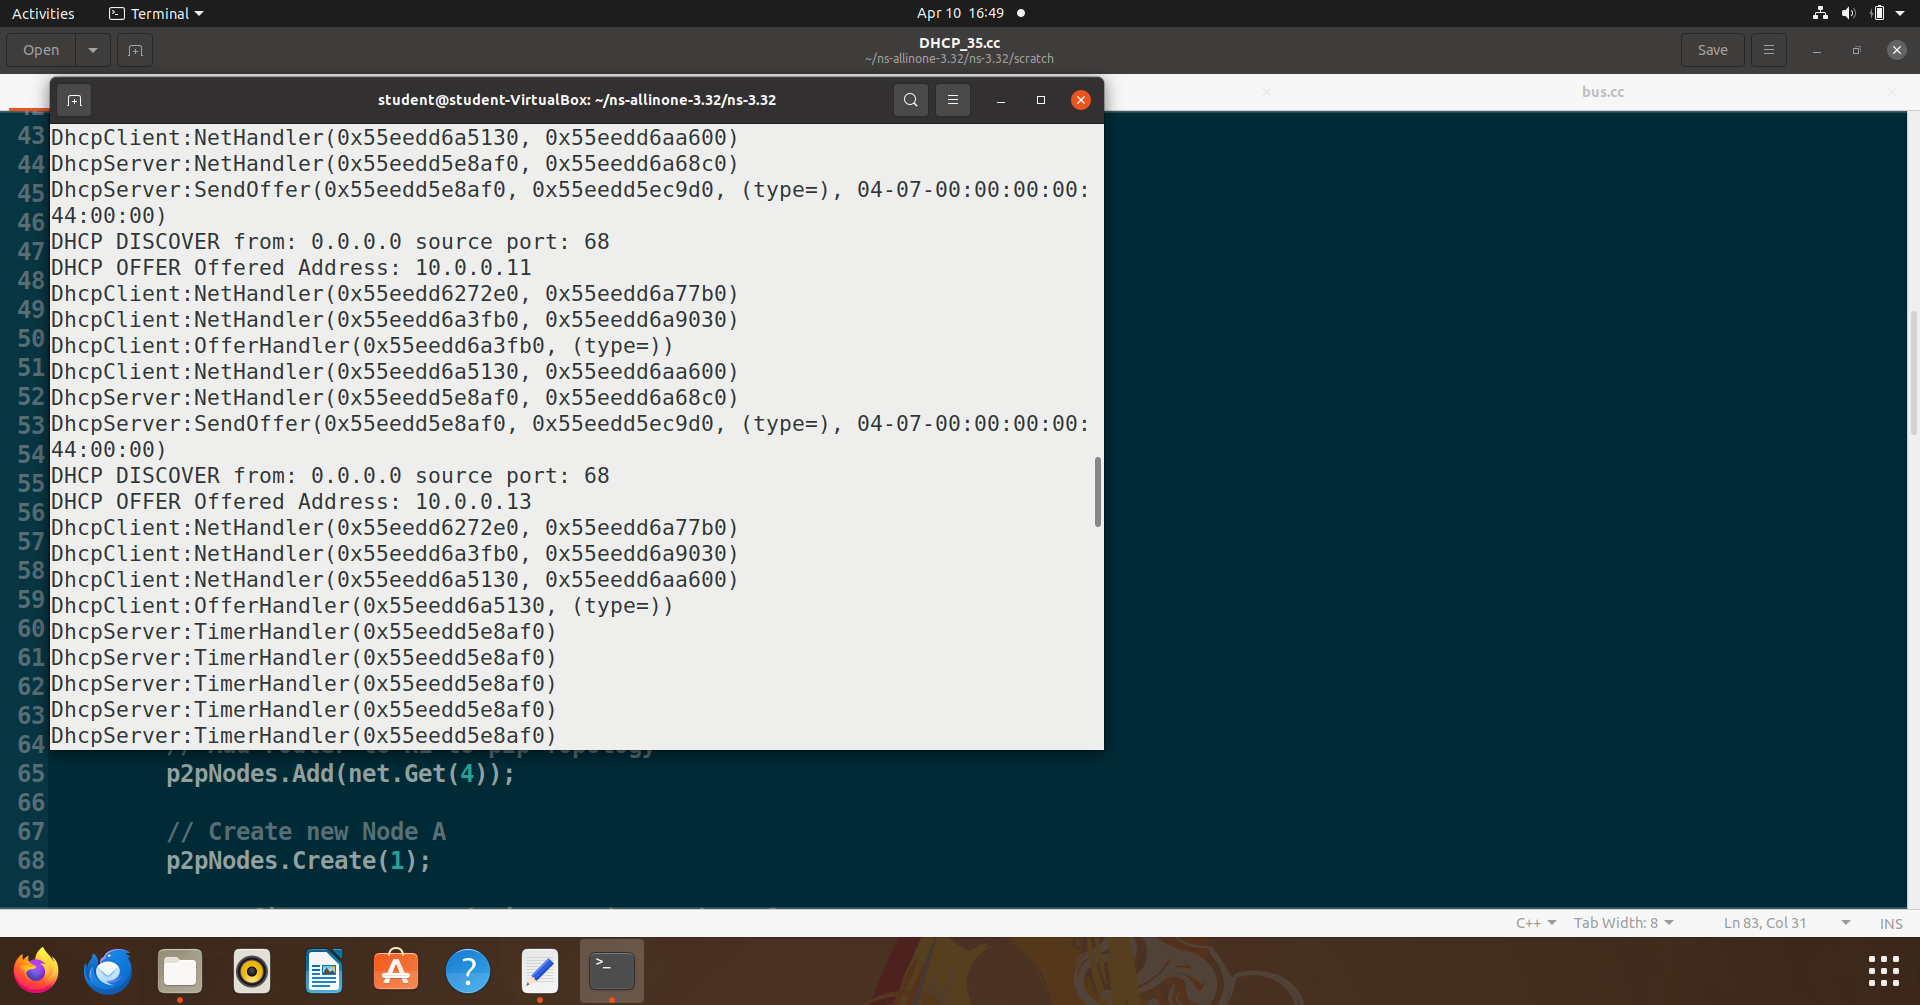 Activities
Terminal
Apr 10 16:49
Open
DHCP_35.cc
~/ns-allinone-3.32/ns-3.32/scratch
Save
student@student-VirtualBox: ~/ns-allinone-3.32/ns-3.32
bus.cc
DhcpClient:NetHandler(0x55eedd6a5130, 0x55eedd6aa600)
DhcpServer:NetHandler(0x55eedd5e8af0, 0x55eedd6a68c0)
DhcpServer:SendOffer(0x55eedd5e8af0, 0x55eedd5ec9d0, (type=), 04-07-00:00:00:00:
44:00:00)
DHCP DISCOVER from: 0.0.0.0 source port: 68
DHCP OFFER Offered Address: 10.0.0.11
DhcpClient:NetHandler(0x55eedd6272e0, 0x55eedd6a77b0)
DhcpClient:NetHandler(0x55eedd6a3fb0, 0x55eedd6a9030)
DhcpClient:OfferHandler(0x55eedd6a3fb0, (type=))
DhcpClient:NetHandler(0x55eedd6a5130, 0x55eedd6aa600)
DhcpServer:NetHandler(0x55eedd5e8af0, 0x55eedd6a68c0)
DhcpServer:SendOffer(0x55eedd5e8af0, 0x55eedd5ec9d0, (type=), 04-07-00:00:00:00:
44:00:00)
DHCP DISCOVER from: 0.0.0.0 source port: 68
DHCP OFFER Offered Address: 10.0.0.13
DhcpClient:NetHandler(0x55eedd6272e0, 0x55eedd6a77b0)
DhcpClient:NetHandler(0x55eedd6a3fb0, 0x55eedd6a9030)
DhcpClient:NetHandler(0x55eedd6a5130, 0x55eedd6aa600)
DhcpClient:OfferHandler(0x55eedd6a5130, (type=))
DhcpServer:TimerHandler(0x55eedd5e8af0)
DhcpServer:TimerHandler(0x55eedd5e8af0)
DhcpServer:TimerHandler(0x55eedd5e8af0)
DhcpServer:TimerHandler(0x55eedd5e8af0)
DhcpServer:TimerHandler(0x55eedd5e8af0)
42
43
44
45
46
47
48
49
50
51
52
53
54
55
56
57
58
59
60
61
62
63
64 // Add router to N2 to p2p Topology
65 p2pNodes.Add(net.Get(4));
66
67 // Create new Node A
68 p2pNodes.Create(1);
69
C++
Tab Width: 8
Ln 83, Col 31
INS